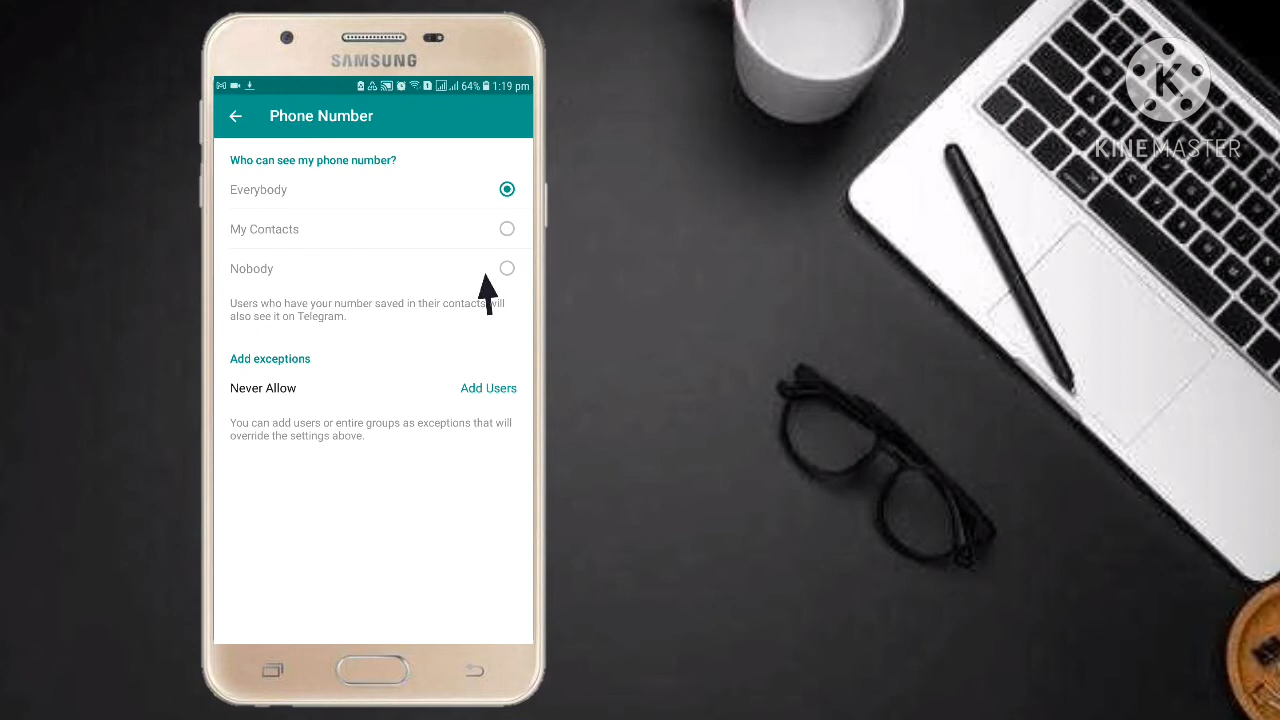 SAMSUNG
64% 1:19 pm
Phone Number
Who can see my phone number?
Everybody
My Contacts
Nobody
Users who have your number saved in their contacts will
also see it on Telegram.
Add exceptions
Never Allow Add Users
You can add users or entire groups as exceptions that will
override the settings above.
K
KINEMASTER